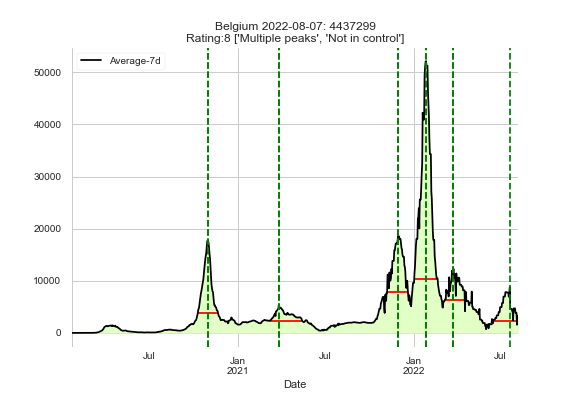 Belgium 2022-08-07: 4437299
Rating:8 ['Multiple peaks', 'Not in control']
Average-7d
50000
40000
30000
20000
10000
0
Jul
Jan
2021
Jul
Jan
2022
Jul
Date